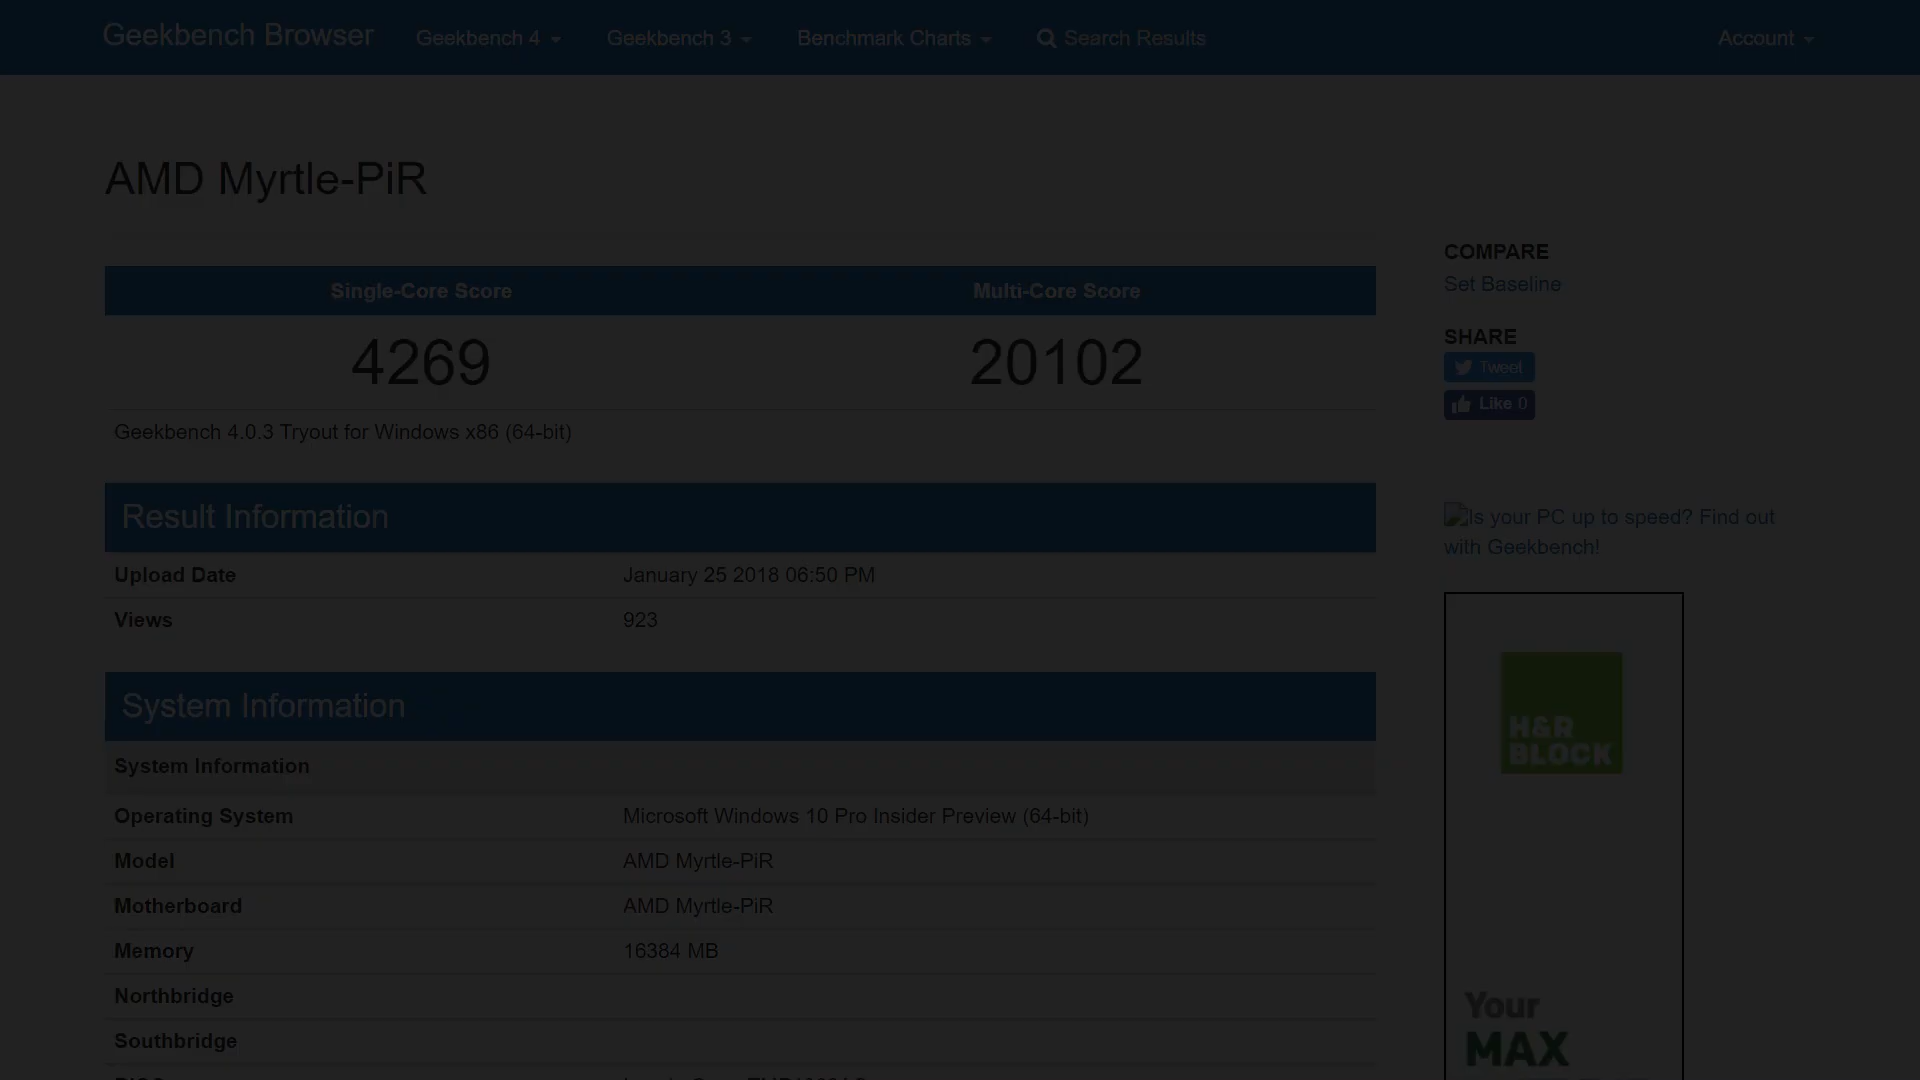 Geekbench Browser Geekbench 4 Geekbench 3 Benchmark Charts Search Results Account
AMD Myrtle-PiR
Single-Core Score Multi-Core Score
4269 20102
Geekbench 4.0.3 Tryout for Windows x86 (64-bit)
Result Information
Upload Date January 25 2018 06:50 PM
Views 923
System Information
System Information
Operating System Microsoft Windows 10 Pro Insider Preview (64-bit)
Model AMD Myrtle-PiR
Motherboard AMD Myrtle-PiR
Memory 16384 MB
Northbridge
Southbridge
COMPARE
Set Baseline
SHARE
Tweet
Like 0
Is your PC up to speed? Find out
with Geekbench!
H&R
BLOCK
Your
MAX